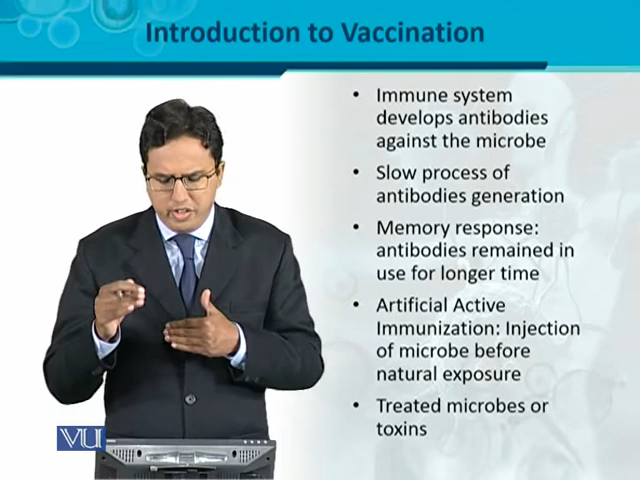 Introduction to Vaccination
• Immune system
develops antibodies
against the microbe
• Slow process of
antibodies generation
• Memory response:
antibodies remained in
use for longer time
• Artificial Active
Immunization: Injection
of microbe before
natural exposure
• Treated microbes or
toxins
VU